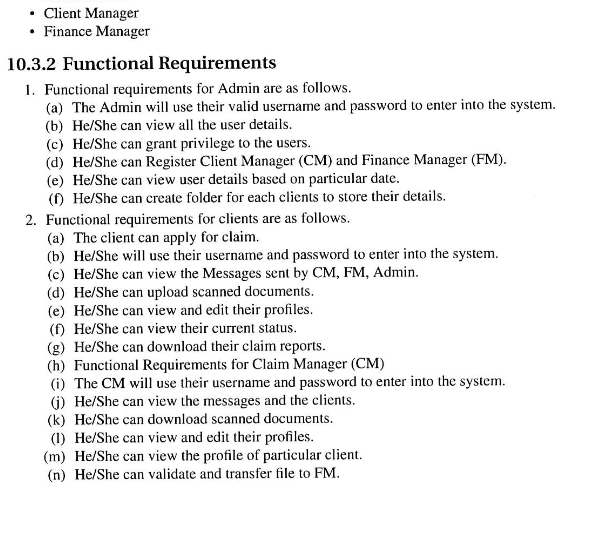 • Client Manager
• Finance Manager
10.3.2 Functional Requirements
1. Functional requirements for Admin are as follows.
(a) The Admin will use their valid username and password to enter into the system.
(b) He/She can view all the user details.
(c) He/She can grant privilege to the users.
(d) He/She can Register Client Manager (CM) and Finance Manager (FM).
(e) He/She can view user details based on particular date.
(f) He/She can create folder for each clients to store their details.
2. Functional requirements for clients are as follows.
(a) The client can apply for claim.
(b) He/She will use their username and password to enter into the system.
(c) He/She can view the Messages sent by CM, FM, Admin.
(d) He/She can upload scanned documents.
(e) He/She can view and edit their profiles.
(f) He/She can view their current status.
(g) He/She can download their claim reports.
(h) Functional Requirements for Claim Manager (CM)
(i) The CM will use their username and password to enter into the system.
(j) He/She can view the messages and the clients.
(k) He/She can download scanned documents.
(l) He/She can view and edit their profiles.
(m) He/She can view the profile of particular client.
(n) He/She can validate and transfer file to FM.